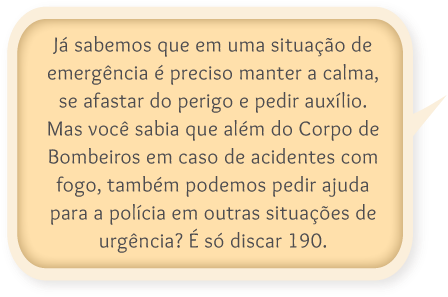 Já sabemos que em uma situação de
emergência é preciso manter a calma,
se afastar do perigo e pedir auxílio.
Mas você sabia que além do Corpo de
Bombeiros em caso de acidentes com
fogo, também podemos pedir ajuda
para a polícia em outras situações de
urgência? É só discar 190.